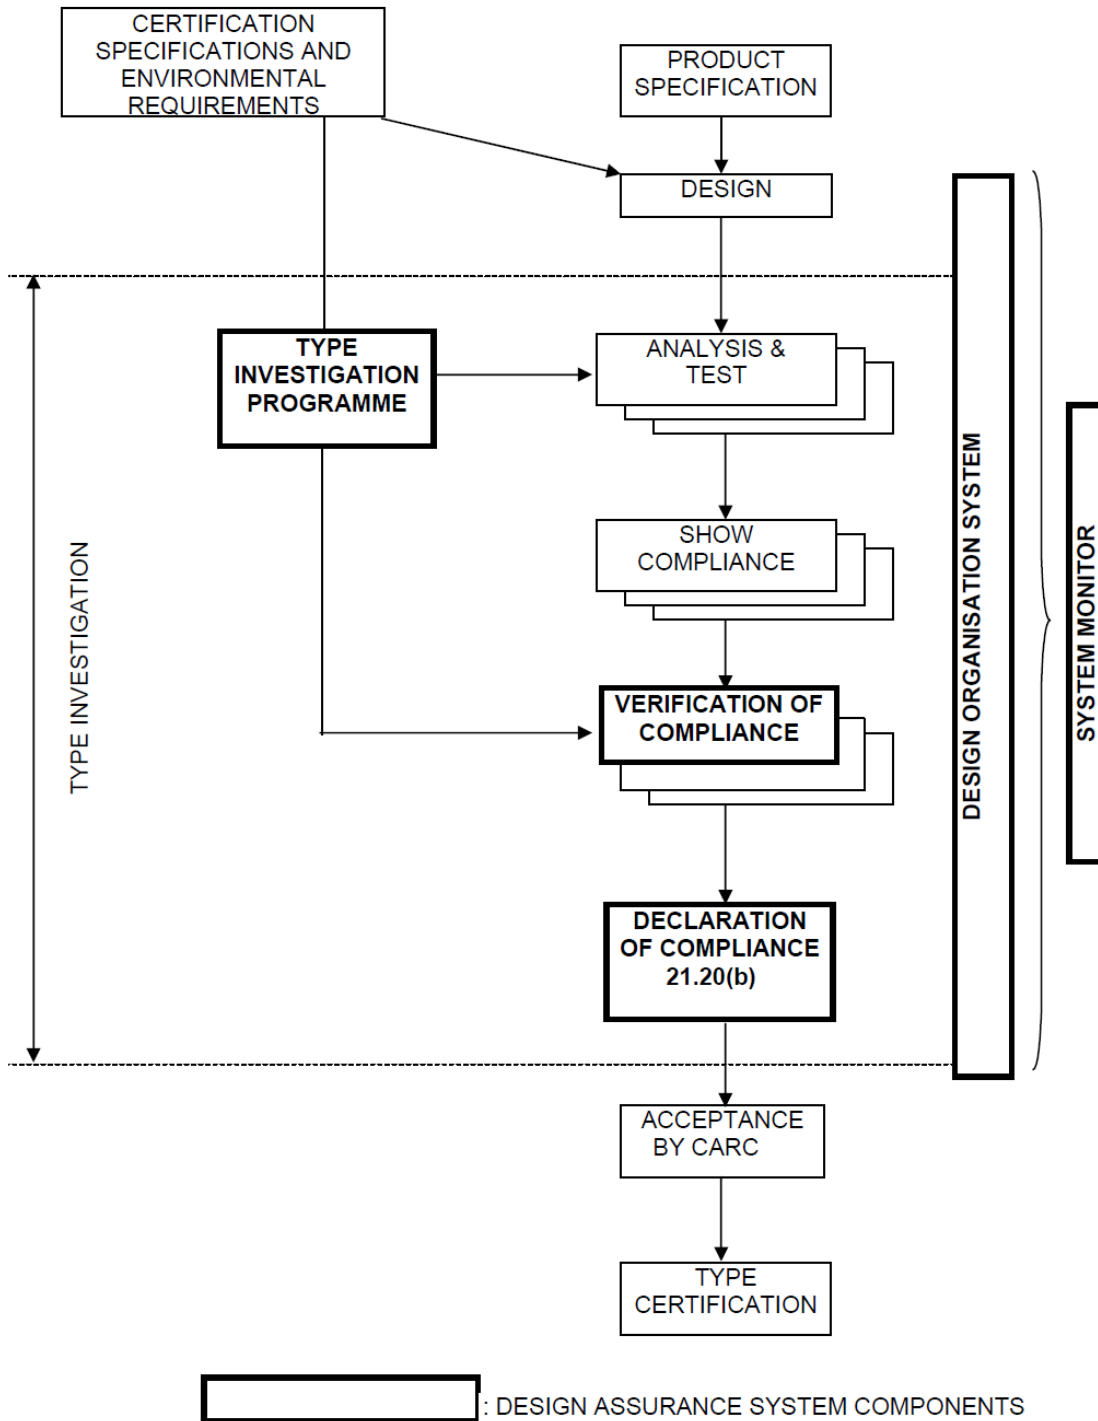 CERTIFICATION
SPECIFICATIONS AND
ENVIRONMENTAL
REQUIREMENTS
PRODUCT
SPECIFICATION
DESIGN
TYPE
INVESTIGATION
PROGRAMME
ANALYSIS &
TEST
SHOW
COMPLIANCE
VERIFICATION OF
COMPLIANCE
DECLARATION
OF COMPLIANCE
21.20(b)
ACCEPTANCE
BY CARC
TYPE
CERTIFICATION
TYPE INVESTIGATION
DESIGN ORGANISATION SYSTEM
SYSTEM MONITOR
: DESIGN ASSURANCE SYSTEM COMPONENTS